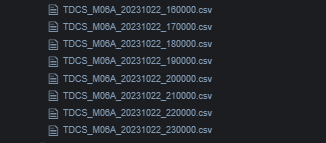 TDCS_M06A_20231022_160000.csv
TDCS_M06A_20231022_170000.csv
TDCS_M06A_20231022_180000.csv
TDCS_M06A_20231022_190000.csv
TDCS_M06A_20231022_200000.csv
TDCS_M06A_20231022_210000.csv
TDCS_M06A_20231022_220000.csv
TDCS_M06A_20231022_230000.csv